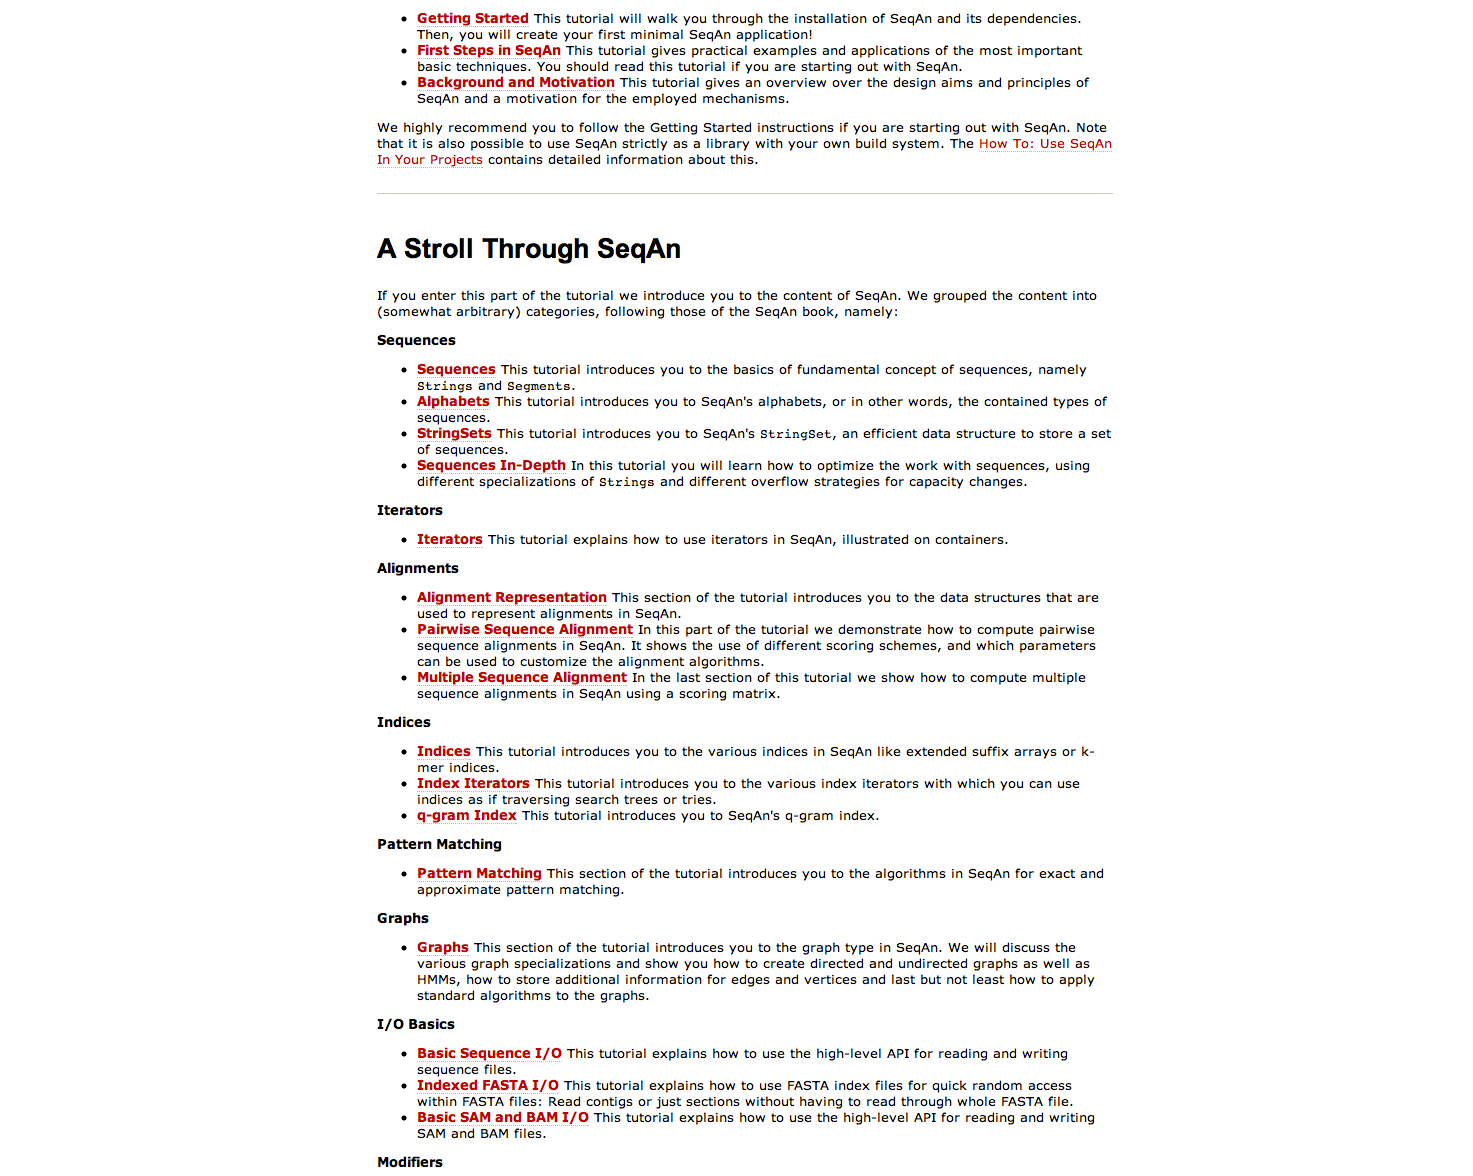 Getting Started This tutorial will walk you through the installation of SeqAn and its dependencies.
Then, you will create your first minimal SeqAn application!
First Steps in SeqAn This tutorial gives practical examples and applications of the most important
basic techniques. You should read this tutorial if you are starting out with SeqAn.
Background and Motivation This tutorial gives an overview over the design aims and principles of
SeqAn and a motivation for the employed mechanisms.
We highly recommend you to follow the Getting Started instructions if you are starting out with SeqAn. Note
that it is also possible to use SeqAn strictly as a library with your own build system. The How To: Use SeqAn
In Your Projects contains detailed information about this.
A Stroll Through SeqAn
If you enter this part of the tutorial we introduce you to the content of SeqAn. We grouped the content into
(somewhat arbitrary) categories, following those of the SeqAn book, namely:
Sequences
Sequences This tutorial introduces you to the basics of fundamental concept of sequences, namely
Strings and Segments.
Alphabets This tutorial introduces you to SeqAn's alphabets, or in other words, the contained types of
sequences.
StringSets This tutorial introduces you to SeqAn's StringSet, an efficient data structure to store a set
of sequences.
Sequences In-Depth In this tutorial you will learn how to optimize the work with sequences, using
different specializations of Strings and different overflow strategies for capacity changes.
Iterators
Iterators This tutorial explains how to use iterators in SeqAn, illustrated on containers.
Alignments
Alignment Representation This section of the tutorial introduces you to the data structures that are
used to represent alignments in SeqAn.
Pairwise Sequence Alignment In this part of the tutorial we demonstrate how to compute pairwise
sequence alignments in SeqAn. It shows the use of different scoring schemes, and which parameters
can be used to customize the alignment algorithms.
Multiple Sequence Alignment In the last section of this tutorial we show how to compute multiple
sequence alignments in SeqAn using a scoring matrix.
Indices
Indices This tutorial introduces you to the various indices in SeqAn like extended suffix arrays or k-
mer indices.
Index Iterators This tutorial introduces you to the various index iterators with which you can use
indices as if traversing search trees or tries.
q-gram Index This tutorial introduces you to SeqAn's q-gram index.
Pattern Matching
Pattern Matching This section of the tutorial introduces you to the algorithms in SeqAn for exact and
approximate pattern matching.
Graphs
Graphs This section of the tutorial introduces you to the graph type in SeqAn. We will discuss the
various graph specializations and show you how to create directed and undirected graphs as well as
HMMs, how to store additional information for edges and vertices and last but not least how to apply
standard algorithms to the graphs.
I/O Basics
Basic Sequence I/O This tutorial explains how to use the high-level API for reading and writing
sequence files.
Indexed FASTA I/O This tutorial explains how to use FASTA index files for quick random access
within FASTA files: Read contigs or just sections without having to read through whole FASTA file.
Basic SAM and BAM I/O This tutorial explains how to use the high-level API for reading and writing
SAM and BAM files.
Modifiers